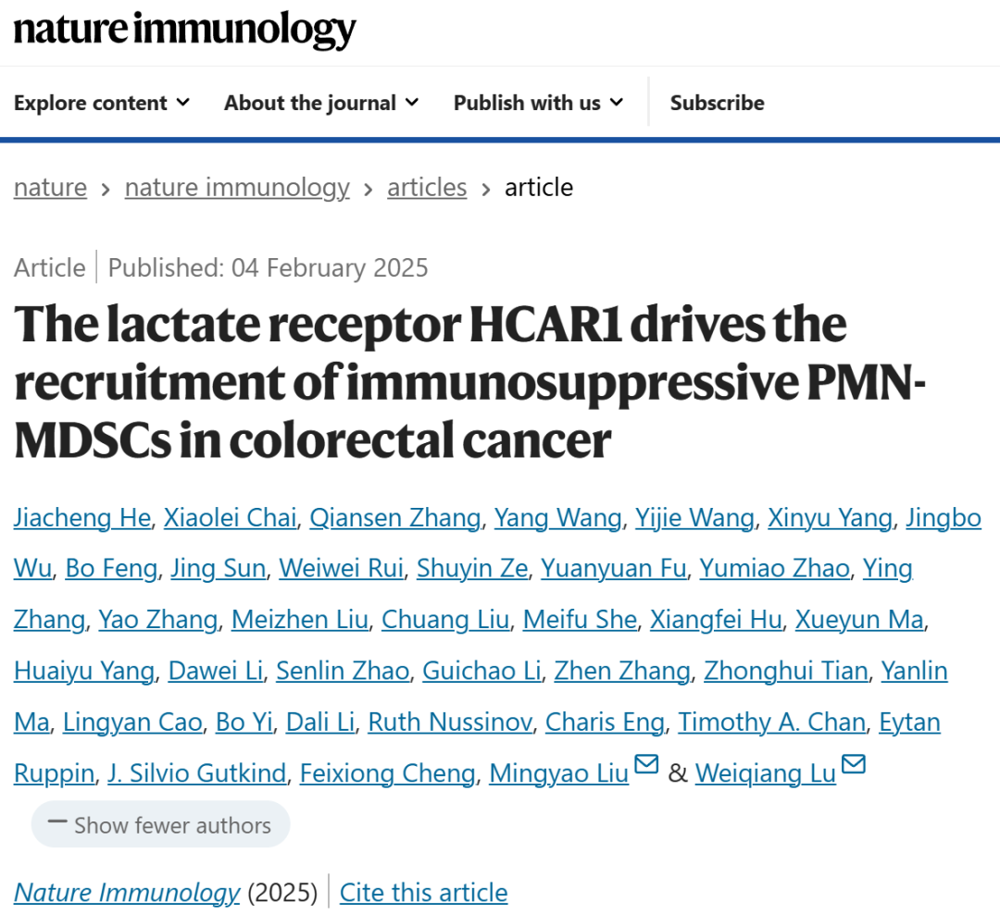 nature immunology
Explore content About the journal Publish with us Subscribe
nature > nature immunology > articles > article
Article | Published: 04 February 2025
The lactate receptor HCAR1 drives the
recruitment of immunosuppressive PMN-
MDSCs in colorectal cancer
Jiacheng He, Xiaolei Chai, Qiansen Zhang, Yang Wang, Yijie Wang, Xinyu Yang, Jingbo
Wu, Bo Feng, Jing Sun, Weiwei Rui, Shuyin Ze, Yuanyuan Fu, Yumiao Zhao, Ying
Zhang, Yao Zhang, Meizhen Liu, Chuang Liu, Meifu She, Xiangfei Hu, Xueyun Ma,
Huaiyu Yang, Dawei Li, Senlin Zhao, Guichao Li, Zhen Zhang, Zhonghui Tian, Yanlin
Ma, Lingyan Cao, Bo Yi, Dali Li, Ruth Nussinov, Charis Eng, Timothy A. Chan, Eytan
Ruppin, J. Silvio Gutkind, Feixiong Cheng, Mingyao Liu & Weiqiang Lu
— Show fewer authors
Nature Immunology (2025) | Cite this article